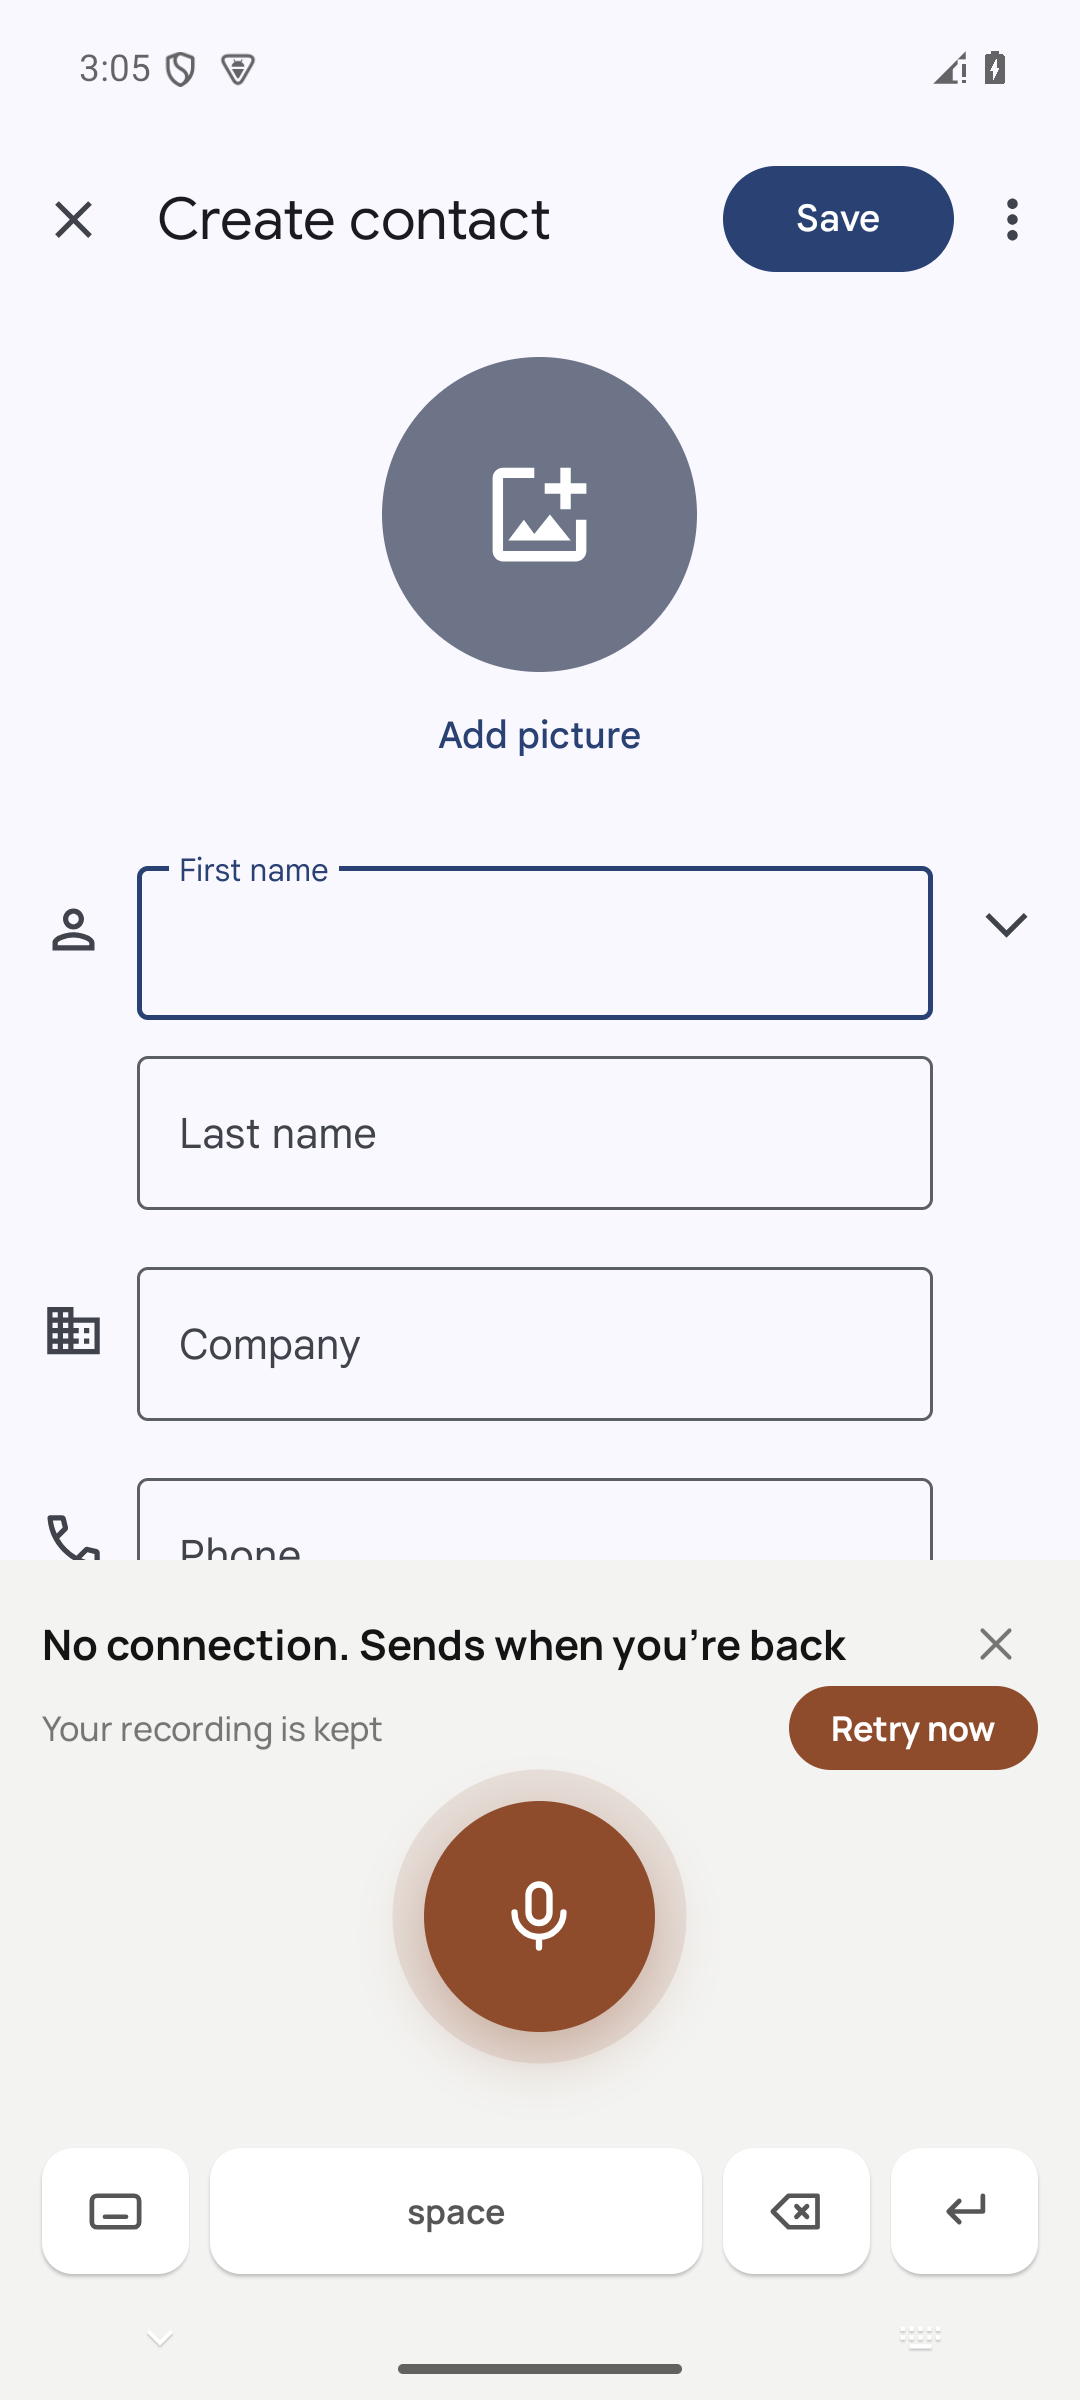 3:05
Create contact
Save
Add picture
First name
Last name
Company
Phone
No connection. Sends when you’re back
Your recording is kept
Retry now
space